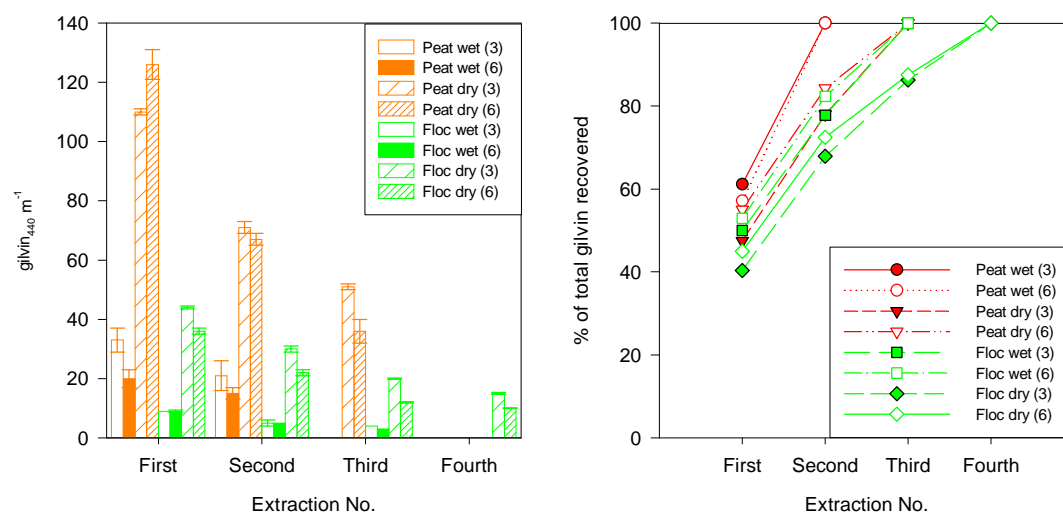 140
120
100
80
60
40
20
0
gilvin440 m-1
First Second Third Fourth
Extraction No.
Peat wet (3)
Peat wet (6)
Peat dry (3)
Peat dry (6)
Floc wet (3)
Floc wet (6)
Floc dry (3)
Floc dry (6)
100
80
60
40
20
0
% of total gilvin recovered
First Second Third Fourth
Extraction No.
Peat wet (3)
Peat wet (6)
Peat dry (3)
Peat dry (6)
Floc wet (3)
Floc wet (6)
Floc dry (3)
Floc dry (6)